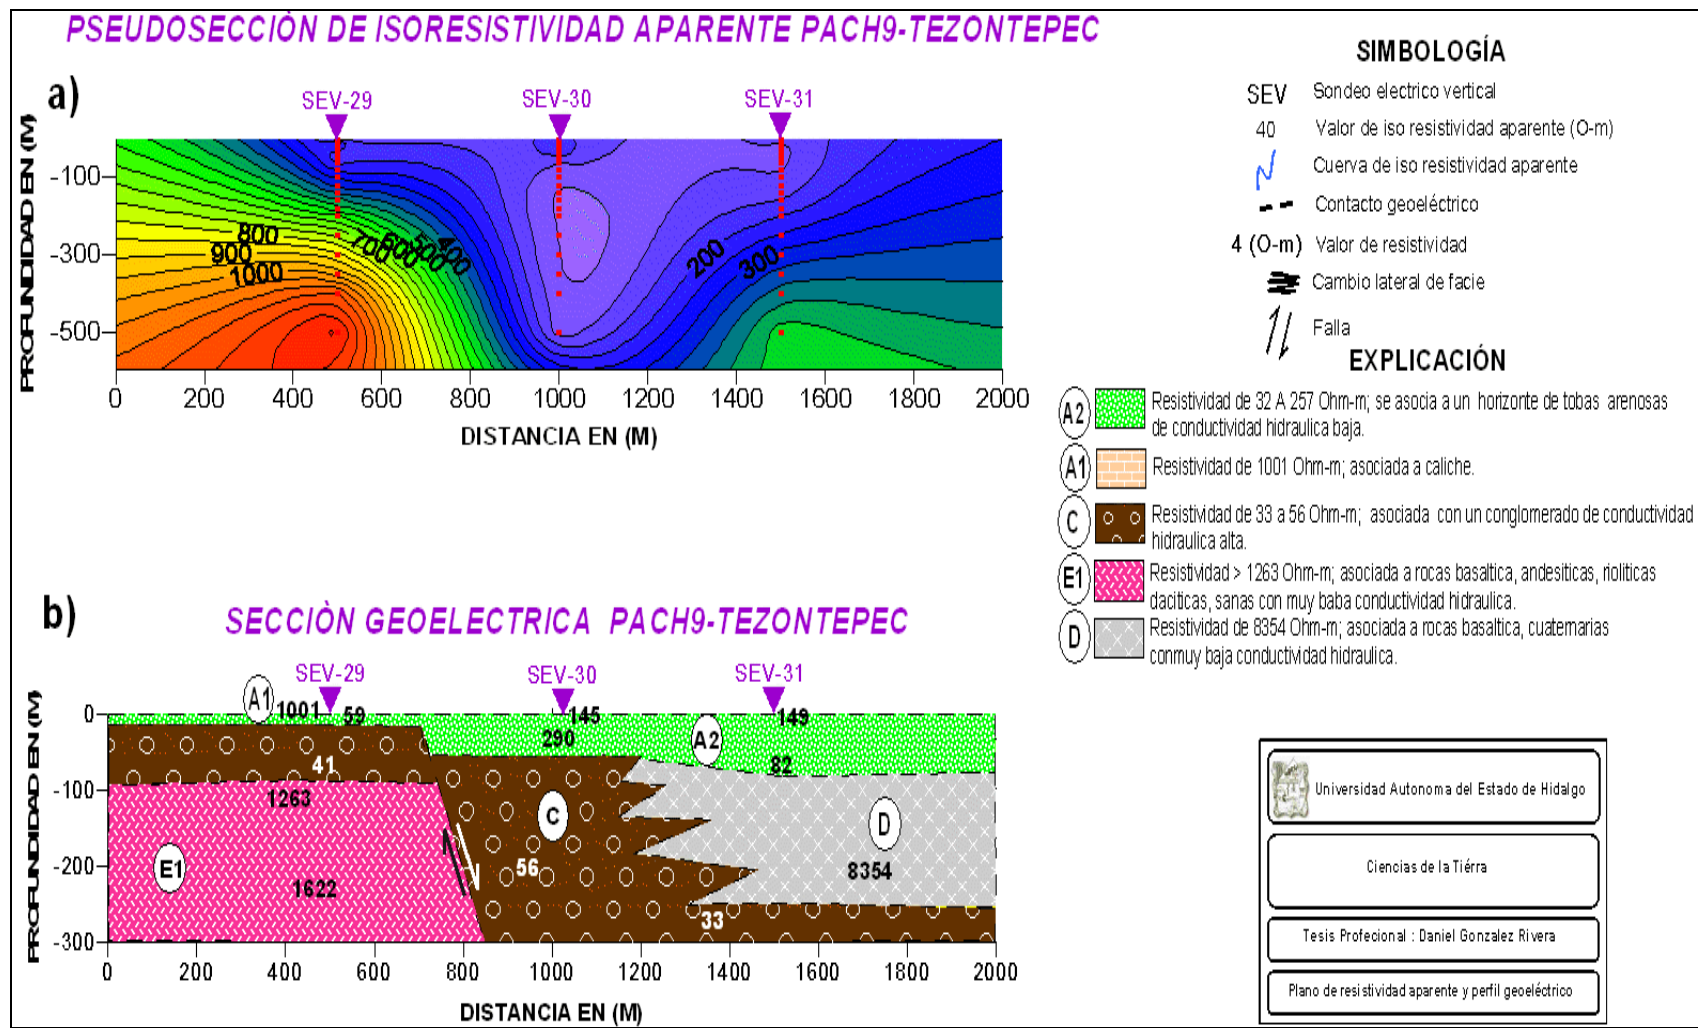 PSEUDOSECCIÒN DE ISORESISTIVIDAD APARENTE PACH9-TEZONTEPEC
a)
SEV-29
SEV-30
SEV-31
PROFUNDIDAD EN (M)
-100
-300
-500
800
900
1000
700
600
500
400
200
300
0
200
400
600
800
1000
1200
1400
1600
1800
2000
DISTANCIA EN (M)
SIMBOLOGÍA
SEV Sondeo electrico vertical
40 Valor de iso resistividad aparente (O-m)
Cuerva de iso resistividad aparente
Contacto geoeléctrico
4 (O-m) Valor de resistividad
Cambio lateral de facie
Falla
EXPLICACIÓN
A2 Resistividad de 32 A 257 Ohm-m; se asocia a un horizonte de tobas arenosas
de conductividad hidraulica baja.
A1 Resistividad de 1001 Ohm-m; asociada a caliche.
C Resistividad de 33 a 56 Ohm-m; asociada con un conglomerado de conductividad
hidraulica alta.
E1 Resistividad > 1263 Ohm-m; asociada a rocas basaltica, andesiticas, rioliticas
daciticas, sanas con muy baba conductividad hidraulica.
D Resistividad de 8354 Ohm-m; asociada a rocas basaltica, cuaternarias
conmuy baja conductividad hidraulica.
b)
SECCIÒN GEOELECTRICA PACH9-TEZONTEPEC
SEV-29
SEV-30
SEV-31
PROFUNDIDAD EN (M)
0
-100
-200
-300
A1
1001
59
145
149
290
A2
82
41
1263
C
D
E1
56
8354
1622
33
0
200
400
600
800
1000
1200
1400
1600
1800
2000
DISTANCIA EN (M)
Universidad Autonoma del Estado de Hidalgo
Ciencias de la Tiérra
Tesis Profecional : Daniel Gonzalez Rivera
Plano de resistividad aparente y perfil geoeléctrico